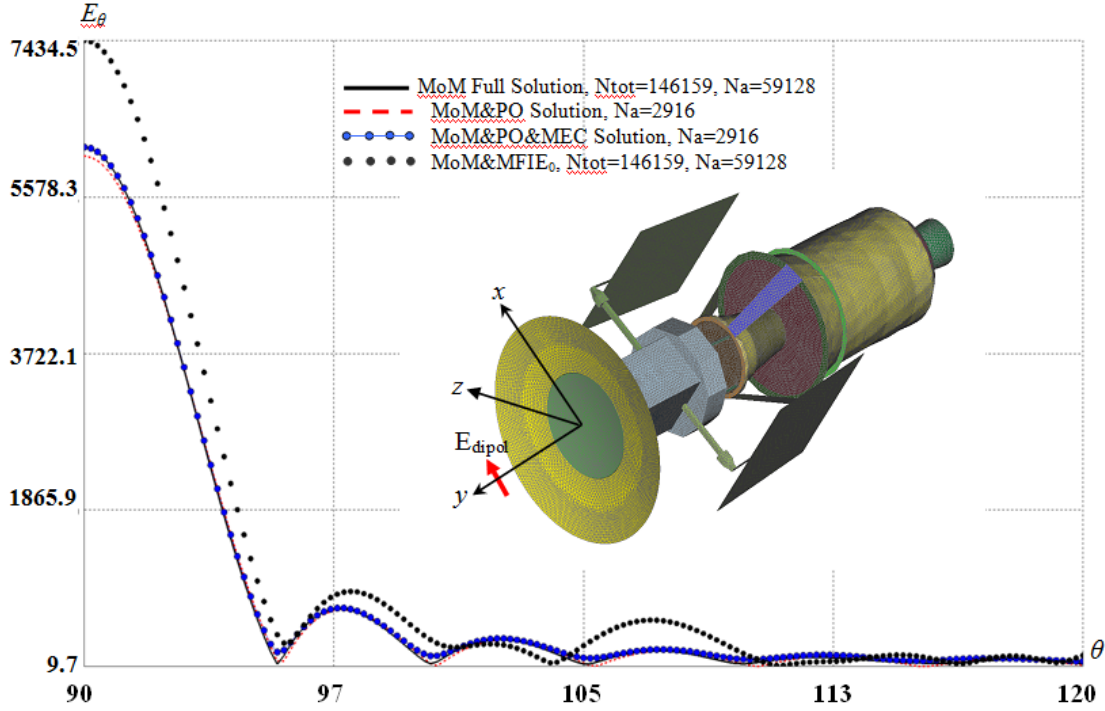 Eθ
7434.5
5578.3
3722.1
1865.9
9.7
MoM Full Solution, Ntot=146159, Na=59128
MoM&PO Solution, Na=2916
MoM&PO&MEC Solution, Na=2916
MoM&MFIE₀, Ntot=146159, Na=59128
x
z
E_dipol
y
θ
90
97
105
113
120